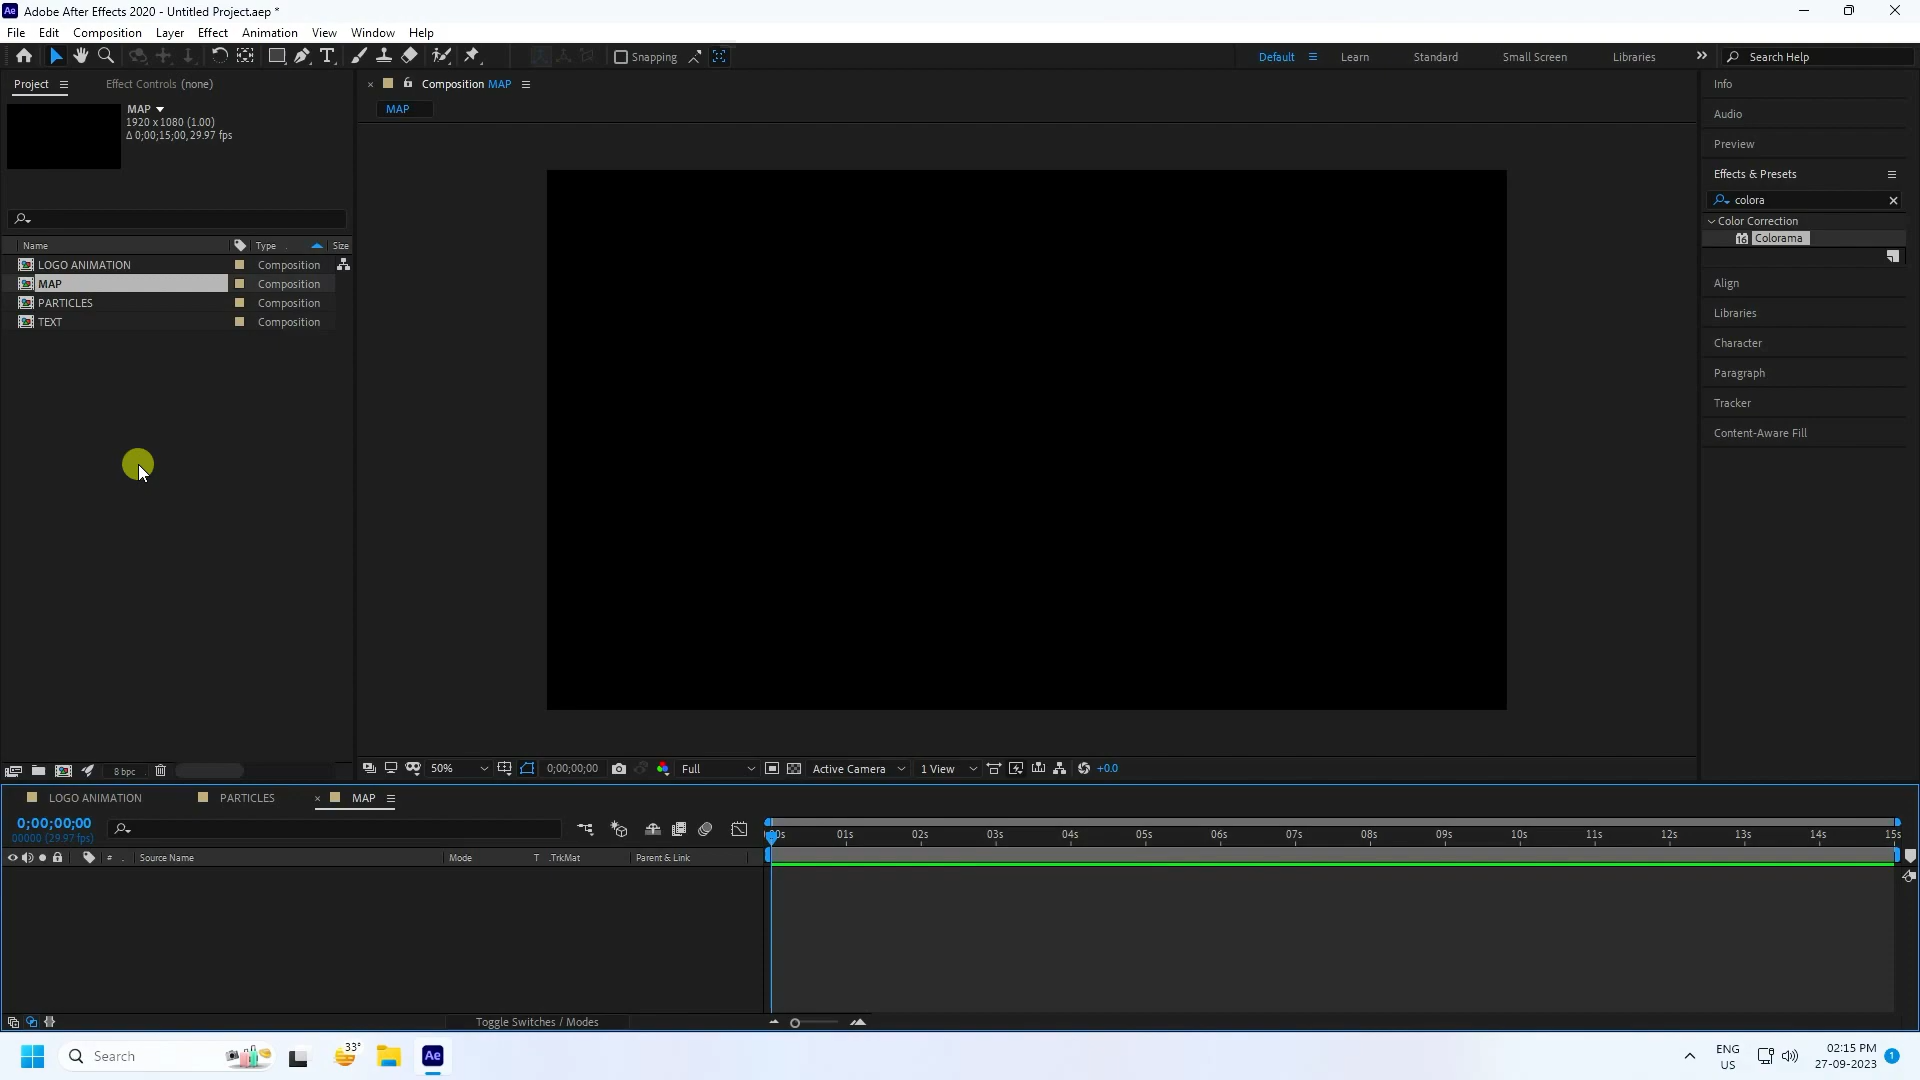 Adobe After Effects 2020 - Untitled Project.aep *
File Edit Composition Layer Effect Animation View Window Help
Snapping Default Learn Standard Small Screen Libraries Search Help
Project Effect Controls (none) Composition MAP Info
MAP MAP
1920 x 1080 (1.00)
Δ 0;00;15;00, 29.97 fps
Audio
Preview
Effects & Presets
colora
Color Correction
16 Colorama
Name Type Size
LOGO ANIMATION Composition
MAP Composition
PARTICLES Composition
TEXT Composition
Align
Libraries
Character
Paragraph
Tracker
Content-Aware Fill
8 bpc 50% 0;00;00;00 Full Active Camera 1 View +0.0
LOGO ANIMATION PARTICLES MAP
0;00;00;00
00000 (29.97 fps)
01s 02s 03s 04s 05s 06s 07s 08s 09s 10s 11s 12s 13s 14s 15s
# Source Name Mode T .TrkMat Parent & Link
Toggle Switches / Modes
Search 33° Ae ENG 02:15 PM
US 27-09-2023 1